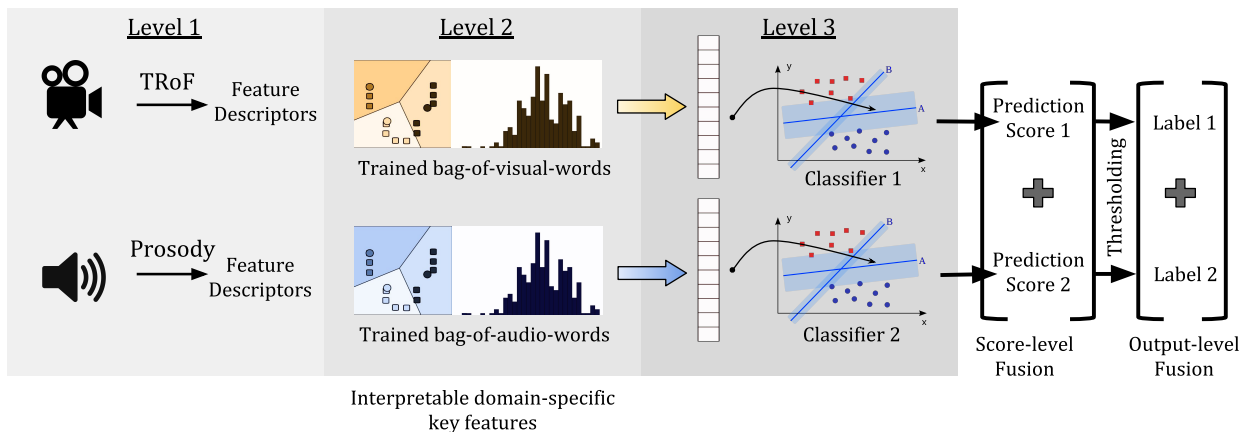 Level 1
Level 2
Level 3
TRoF
Feature
Descriptors
Trained bag-of-visual-words
y
B
A
x
Classifier 1
Prediction
Score 1
Label 1
Thresholding
Prosody
Feature
Descriptors
Trained bag-of-audio-words
y
B
A
x
Classifier 2
Prediction
Score 2
Label 2
Score-level
Fusion
Output-level
Fusion
Interpretable domain-specific
key features